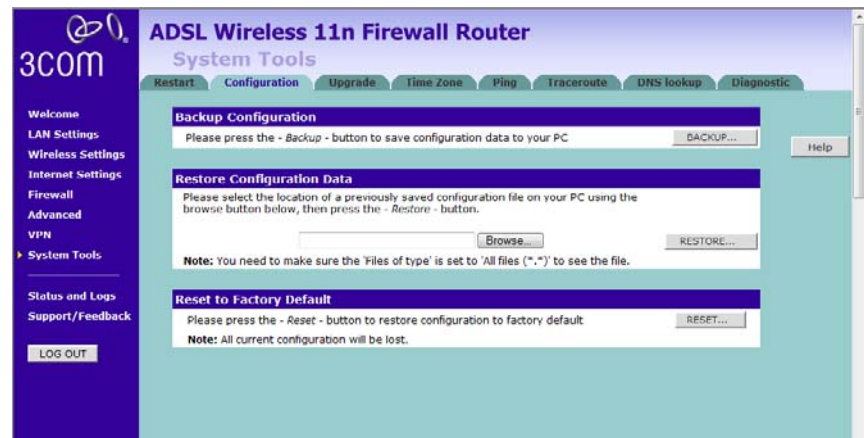 3COM
ADSL Wireless 11n Firewall Router
System Tools
Restart Configuration Upgrade Time Zone Ping Traceroute DNS lookup Diagnostic
Welcome
LAN Settings
Wireless Settings
Internet Settings
Firewall
Advanced
VPN
System Tools
Status and Logs
Support/Feedback
LOG OUT
Backup Configuration
Please press the - Backup - button to save configuration data to your PC
BACKUP...
Help
Restore Configuration Data
Please select the location of a previously saved configuration file on your PC using the
browse button below, then press the - Restore - button.
Browse...
RESTORE...
Note: You need to make sure the 'Files of type' is set to 'All files (*.*)' to see the file.
Reset to Factory Default
Please press the - Reset - button to restore configuration to factory default
RESET...
Note: All current configuration will be lost.